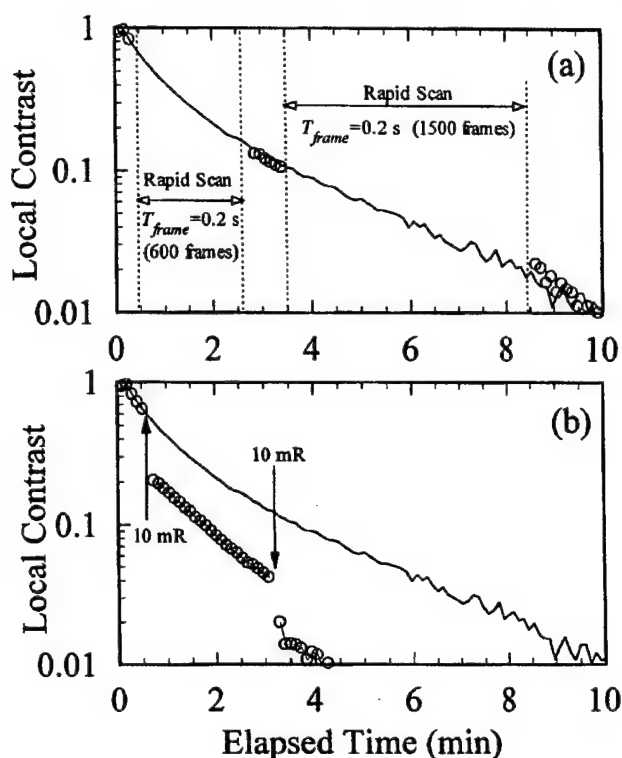 (a)
1
0.1
0.01
Local Contrast
Rapid Scan
T_frame=0.2 s (1500 frames)
Rapid Scan
T_frame=0.2 s
(600 frames)
0 2 4 6 8 10
(b)
1
0.1
0.01
Local Contrast
10 mR
10 mR
0 2 4 6 8 10
Elapsed Time (min)